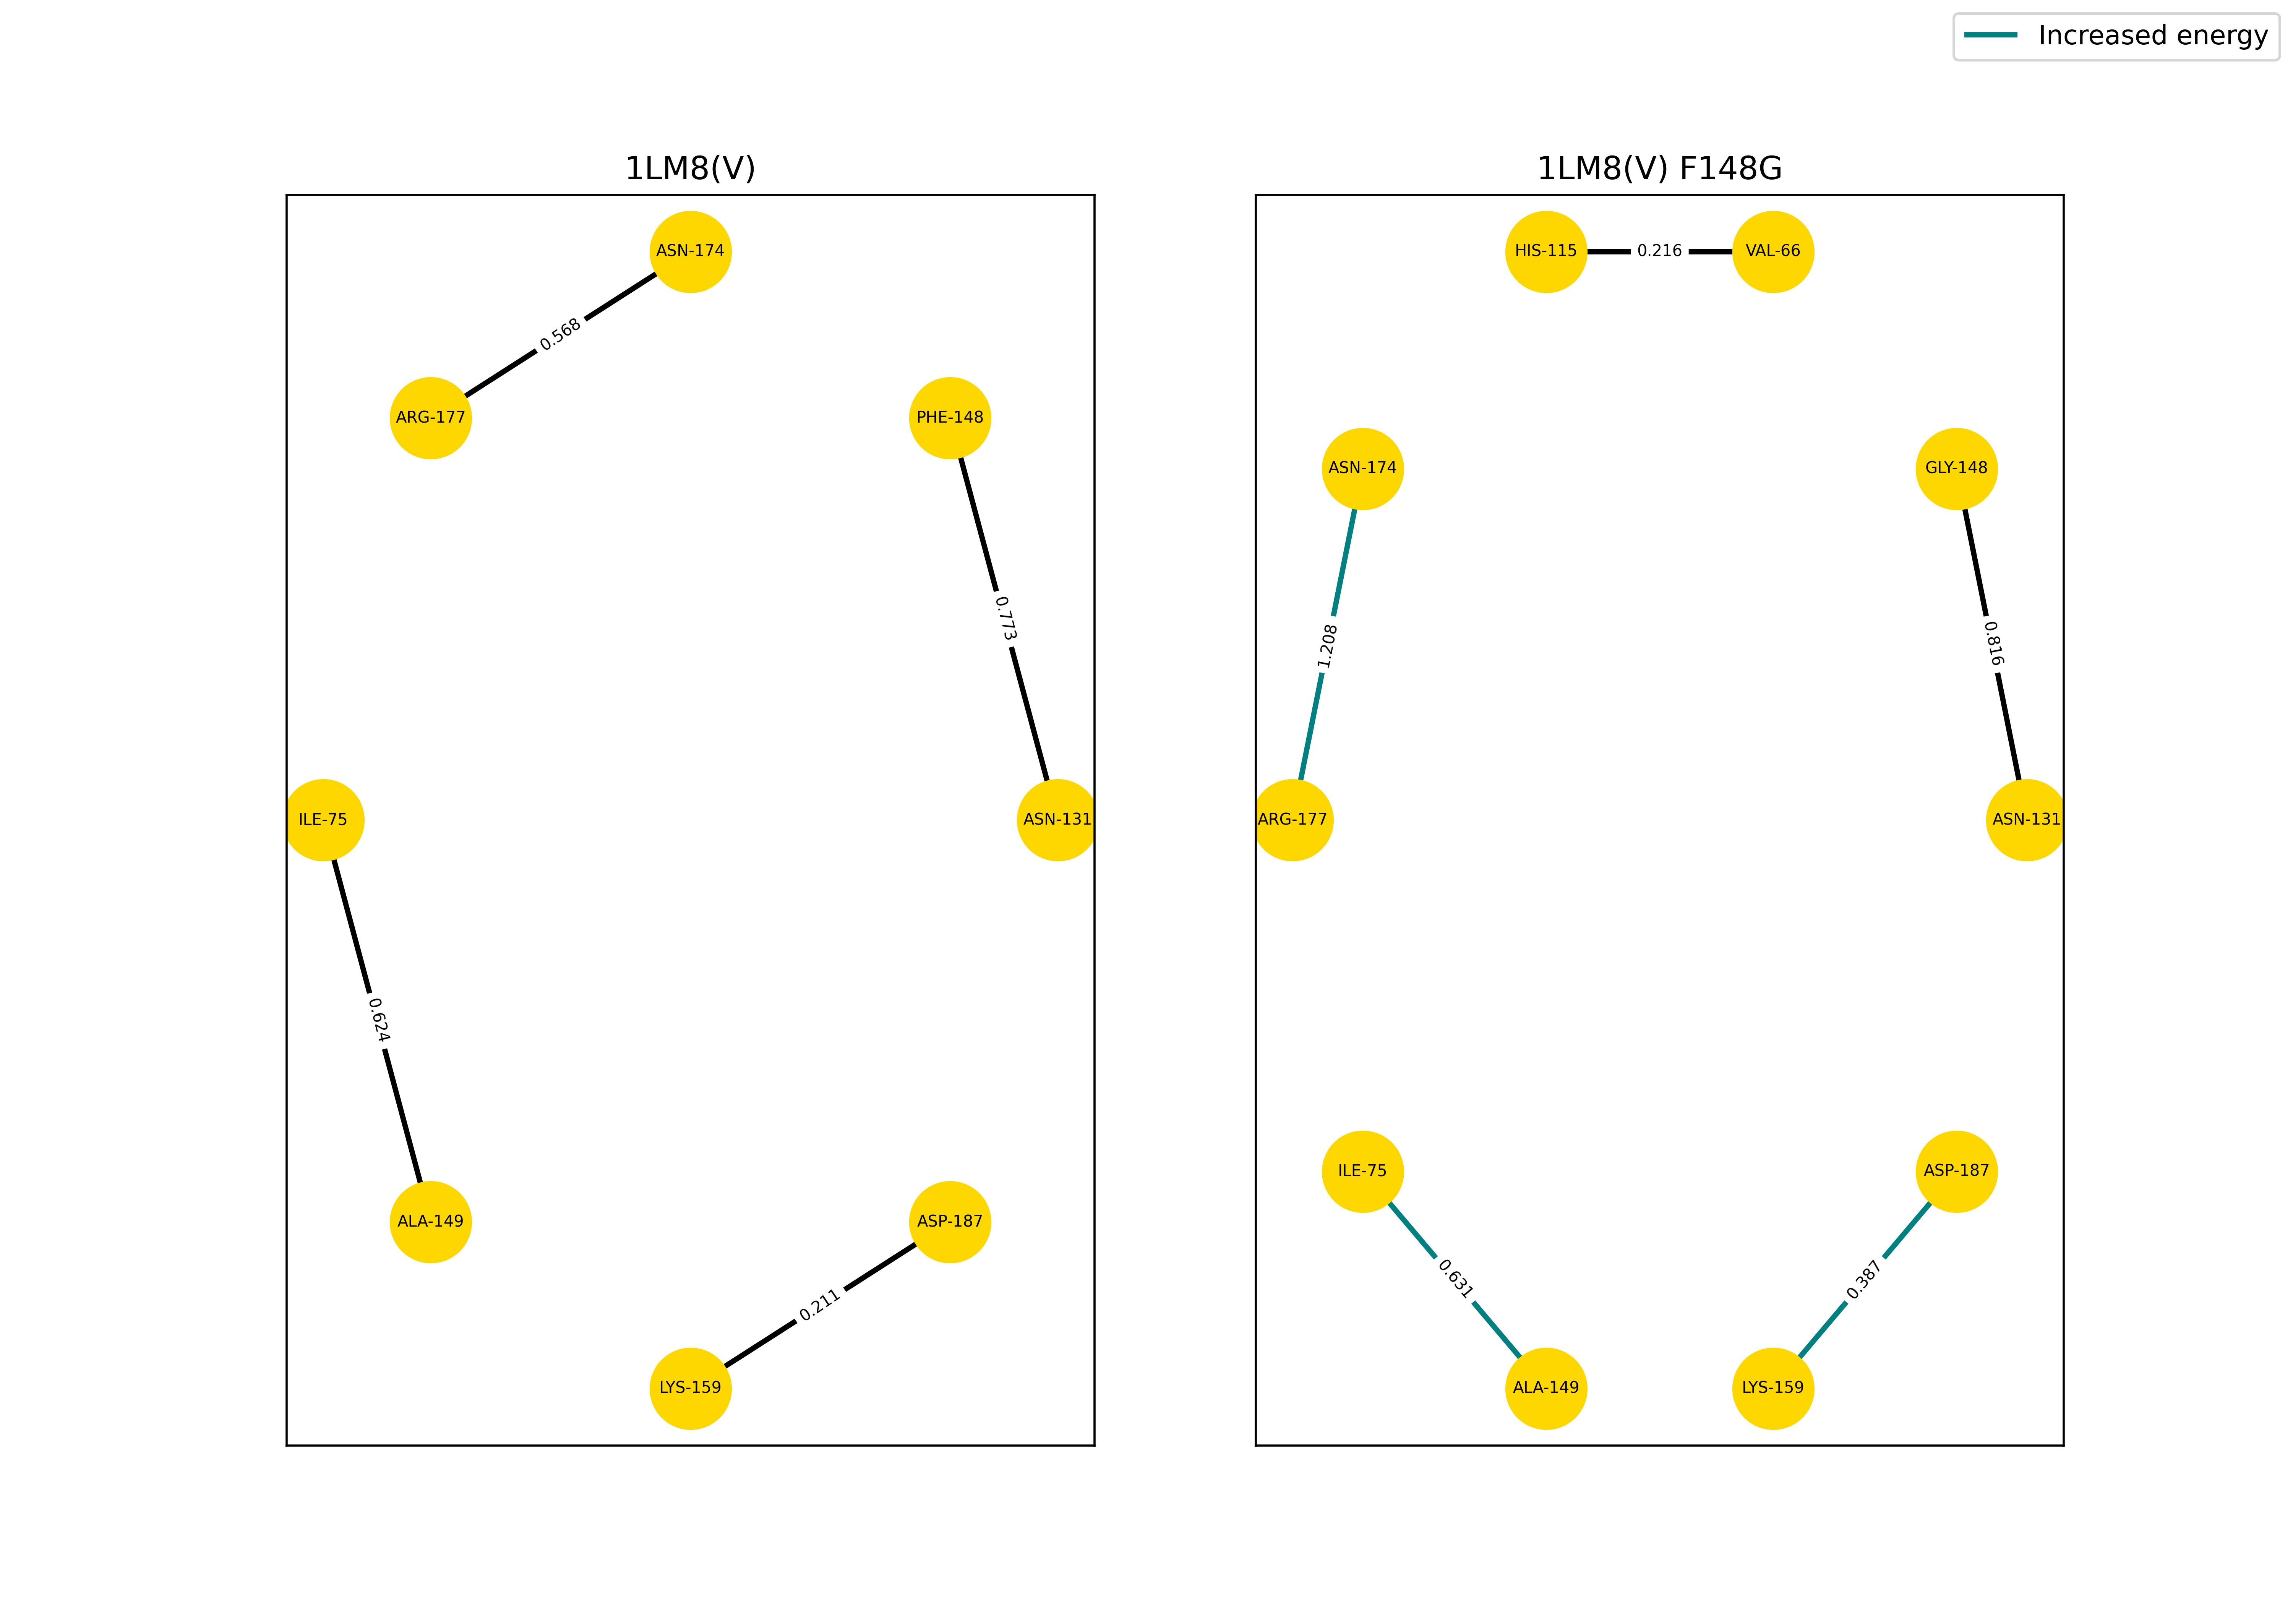 Increased energy
1LM8(V)
ASN-174
0.568
ARG-177
PHE-148
0.773
ILE-75
ASN-131
0.624
ALA-149
ASP-187
0.211
LYS-159
1LM8(V) F148G
HIS-115
0.216
VAL-66
ASN-174
GLY-148
1.208
0.816
ARG-177
ASN-131
ILE-75
ASP-187
0.631
0.387
ALA-149
LYS-159